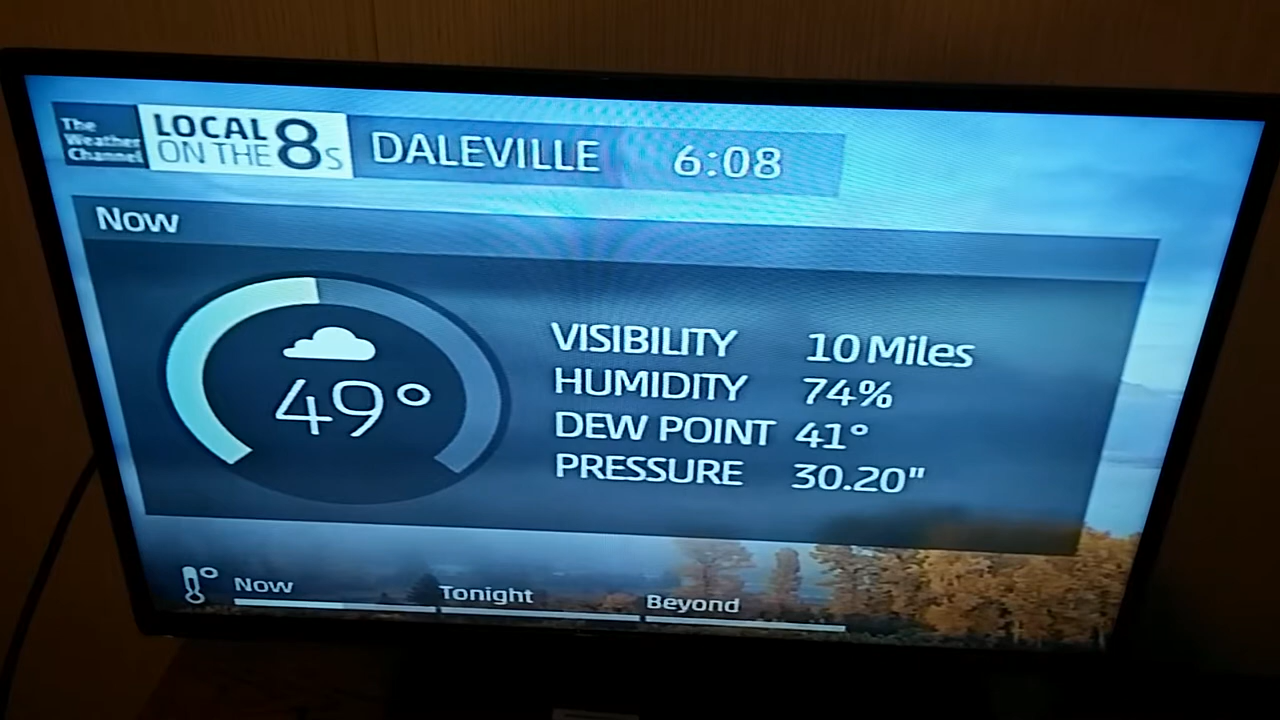 The Weather Channel
LOCAL ON THE 8s
DALEVILLE 6:08
Now
49°
VISIBILITY 10 Miles
HUMIDITY 74%
DEW POINT 41°
PRESSURE 30.20"
Now Tonight Beyond